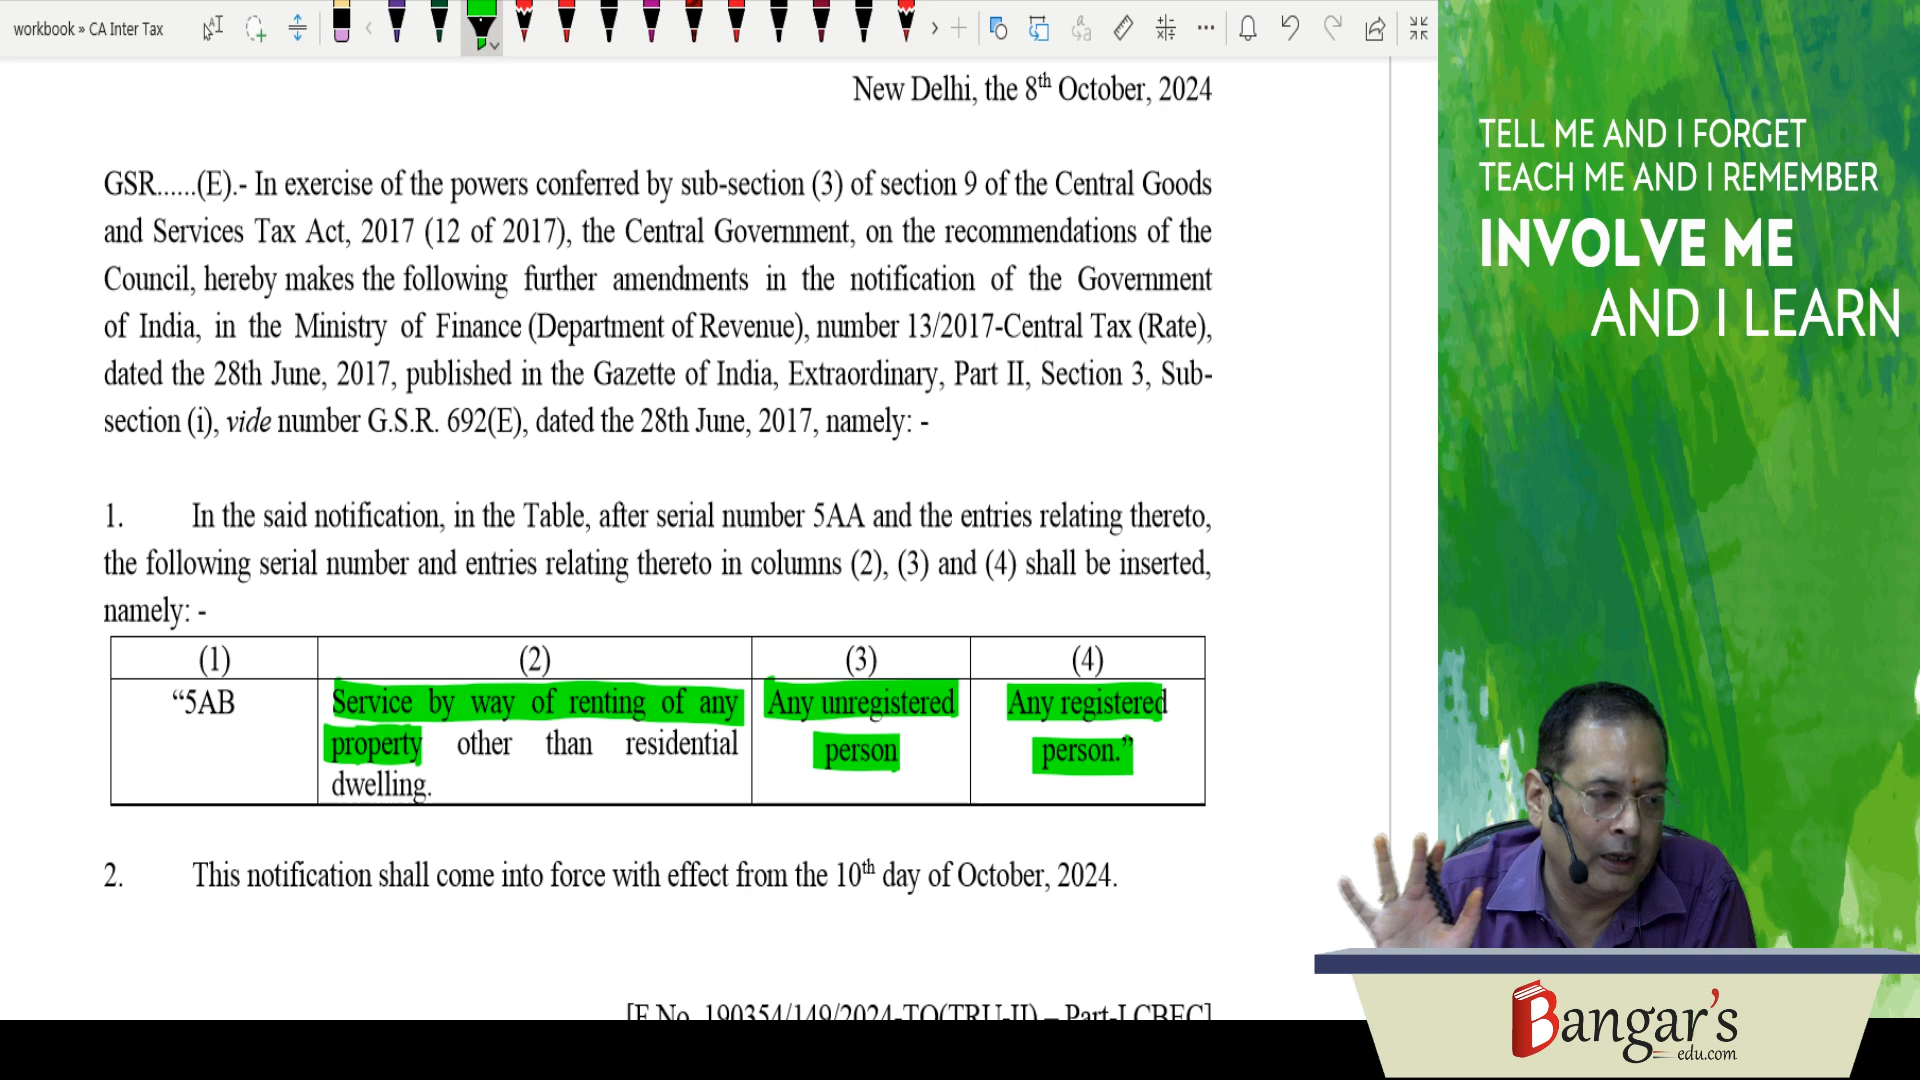 workbook » CA Inter Tax
New Delhi, the 8th October, 2024
GSR......(E).- In exercise of the powers conferred by sub-section (3) of section 9 of the Central Goods
and Services Tax Act, 2017 (12 of 2017), the Central Government, on the recommendations of the
Council, hereby makes the following further amendments in the notification of the Government
of India, in the Ministry of Finance (Department of Revenue), number 13/2017-Central Tax (Rate),
dated the 28th June, 2017, published in the Gazette of India, Extraordinary, Part II, Section 3, Sub-
section (i), vide number G.S.R. 692(E), dated the 28th June, 2017, namely: -
1. In the said notification, in the Table, after serial number 5AA and the entries relating thereto,
the following serial number and entries relating thereto in columns (2), (3) and (4) shall be inserted,
namely: -
(1) (2) (3) (4)
“5AB Service by way of renting of any Any unregistered Any registered
property other than residential person person.”
dwelling.
2. This notification shall come into force with effect from the 10th day of October, 2024.
[F.No. 190354/149/2024-TO(TRU-II) – Part-I CBEC]
TELL ME AND I FORGET
TEACH ME AND I REMEMBER
INVOLVE ME
AND I LEARN
Bangar's
edu.com